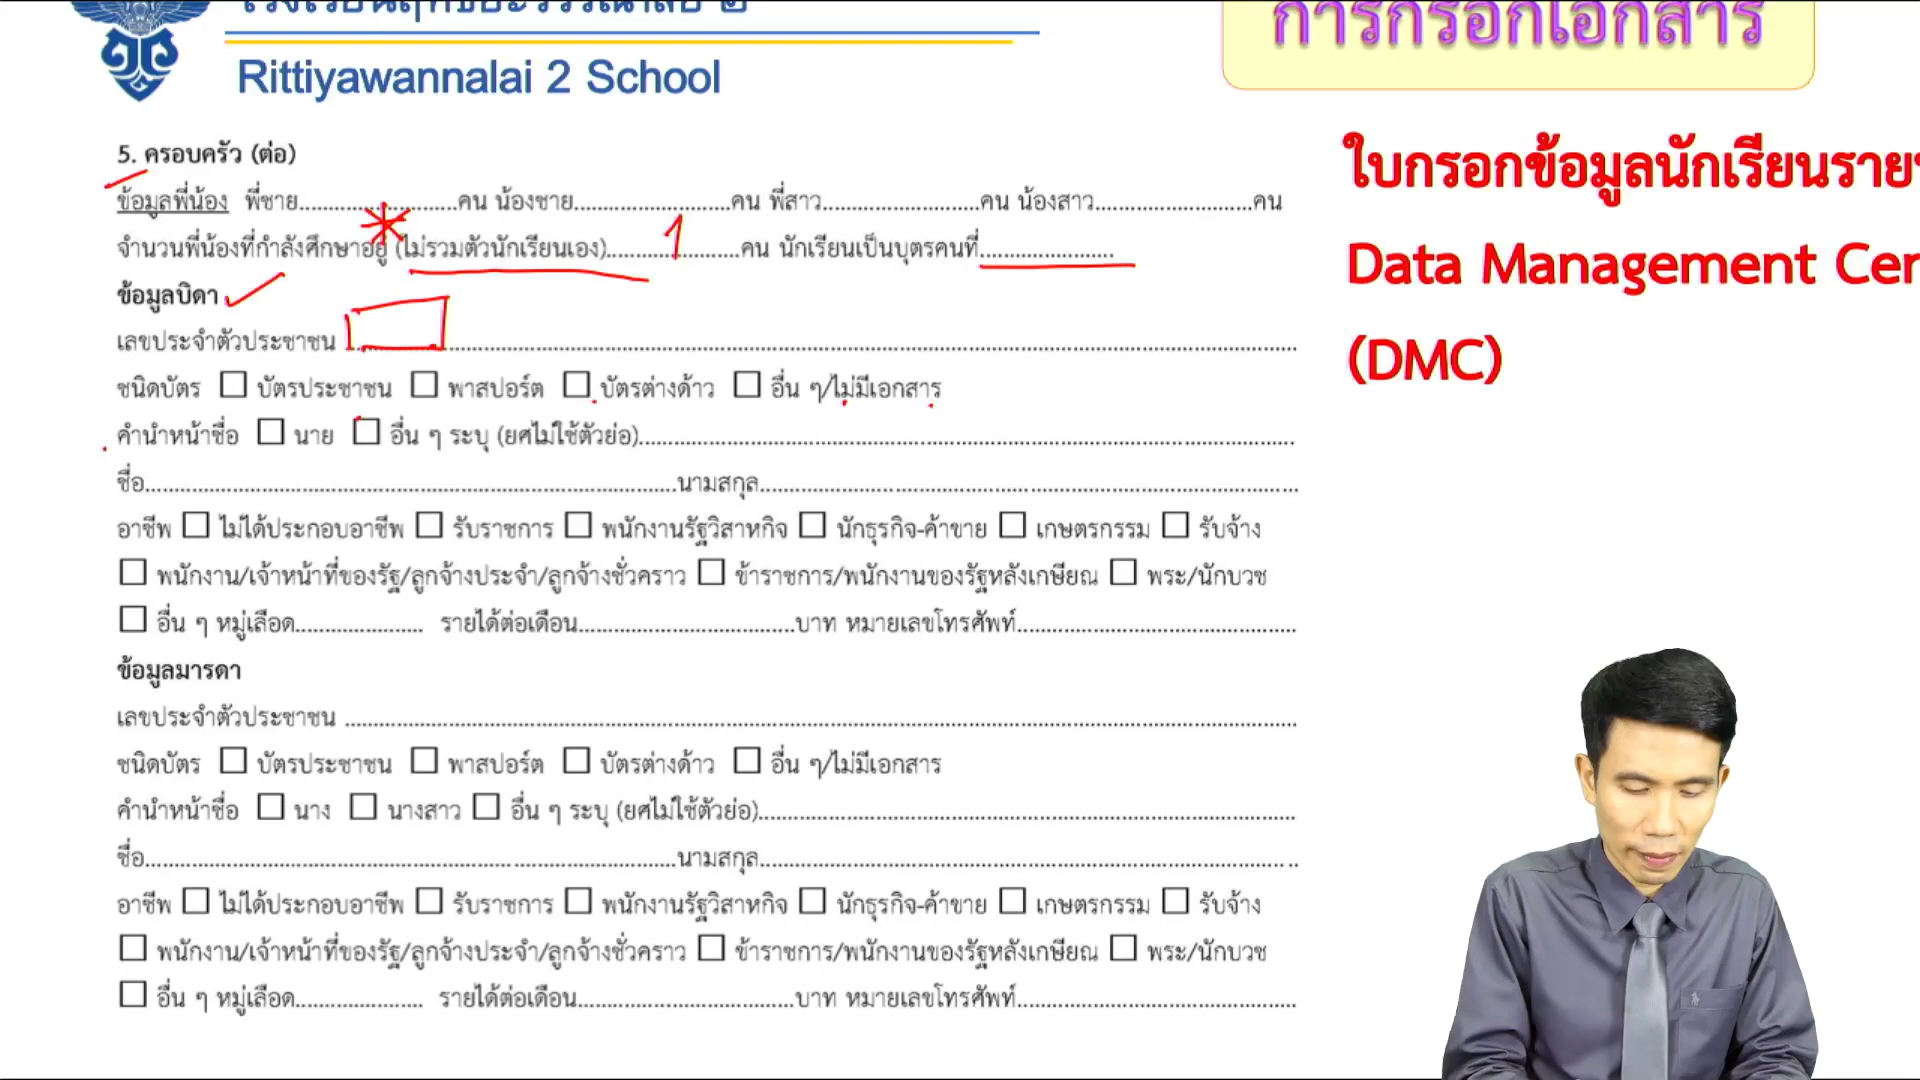 โรงเรียนฤทธิยะวรรณาลัย ๒
Rittiyawannalai 2 School
การกรอกเอกสาร
5. ครอบครัว (ต่อ)
ข้อมูลพี่น้อง พี่ชาย........................คน น้องชาย........................คน พี่สาว........................คน น้องสาว........................คน
จำนวนพี่น้องที่กำลังศึกษาอยู่ (ไม่รวมตัวนักเรียนเอง)..........1..........คน นักเรียนเป็นบุตรคนที่.......................
ข้อมูลบิดา
เลขประจำตัวประชาชน ................................................................
ชนิดบัตร ☐ บัตรประชาชน ☐ พาสปอร์ต ☐ บัตรต่างด้าว ☐ อื่น ๆ/ไม่มีเอกสาร
คำนำหน้าชื่อ ☐ นาย ☐ อื่น ๆ ระบุ (ยศไม่ใช้ตัวย่อ)................................................................
ชื่อ................................................................นามสกุล................................................................
อาชีพ ☐ ไม่ได้ประกอบอาชีพ ☐ รับราชการ ☐ พนักงานรัฐวิสาหกิจ ☐ นักธุรกิจ-ค้าขาย ☐ เกษตรกรรม ☐ รับจ้าง
☐ พนักงาน/เจ้าหน้าที่ของรัฐ/ลูกจ้างประจำ/ลูกจ้างชั่วคราว ☐ ข้าราชการ/พนักงานของรัฐหลังเกษียณ ☐ พระ/นักบวช
☐ อื่น ๆ หมู่เลือด.................... รายได้ต่อเดือน.................................บาท หมายเลขโทรศัพท์...........................................
ข้อมูลมารดา
เลขประจำตัวประชาชน ................................................................
ชนิดบัตร ☐ บัตรประชาชน ☐ พาสปอร์ต ☐ บัตรต่างด้าว ☐ อื่น ๆ/ไม่มีเอกสาร
คำนำหน้าชื่อ ☐ นาง ☐ นางสาว ☐ อื่น ๆ ระบุ (ยศไม่ใช้ตัวย่อ)................................................................
ชื่อ................................................................นามสกุล................................................................
อาชีพ ☐ ไม่ได้ประกอบอาชีพ ☐ รับราชการ ☐ พนักงานรัฐวิสาหกิจ ☐ นักธุรกิจ-ค้าขาย ☐ เกษตรกรรม ☐ รับจ้าง
☐ พนักงาน/เจ้าหน้าที่ของรัฐ/ลูกจ้างประจำ/ลูกจ้างชั่วคราว ☐ ข้าราชการ/พนักงานของรัฐหลังเกษียณ ☐ พระ/นักบวช
☐ อื่น ๆ หมู่เลือด.................... รายได้ต่อเดือน.................................บาท หมายเลขโทรศัพท์...........................................
ใบกรอกข้อมูลนักเรียนราย
Data Management Cen
(DMC)